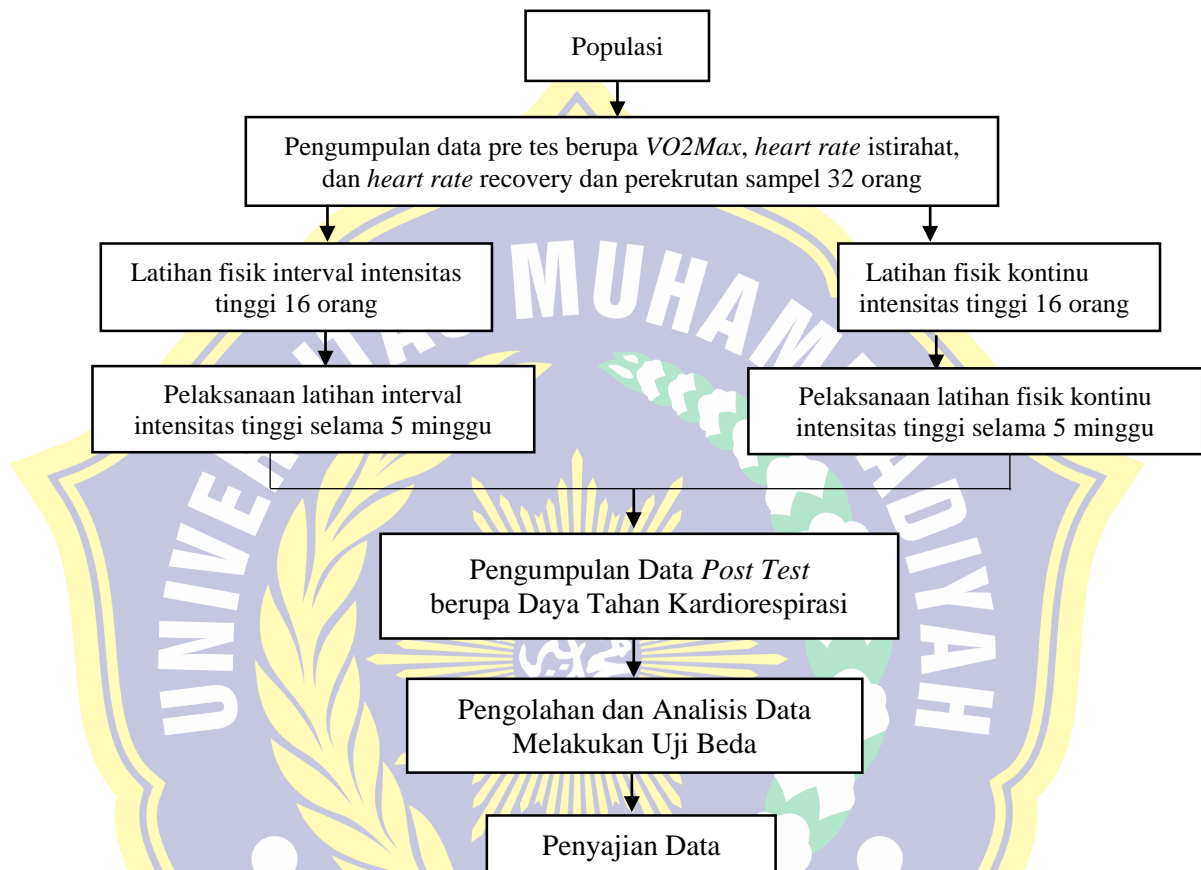 Populasi
Pengumpulan data pre tes berupa VO2Max, heart rate istirahat,
dan heart rate recovery dan perekrutan sampel 32 orang
Latihan fisik interval intensitas
tinggi 16 orang
Latihan fisik kontinu
intensitas tinggi 16 orang
Pelaksanaan latihan interval
intensitas tinggi selama 5 minggu
Pelaksanaan latihan fisik kontinu
intensitas tinggi selama 5 minggu
Pengumpulan Data Post Test
berupa Daya Tahan Kardiorespirasi
Pengolahan dan Analisis Data
Melakukan Uji Beda
Penyajian Data